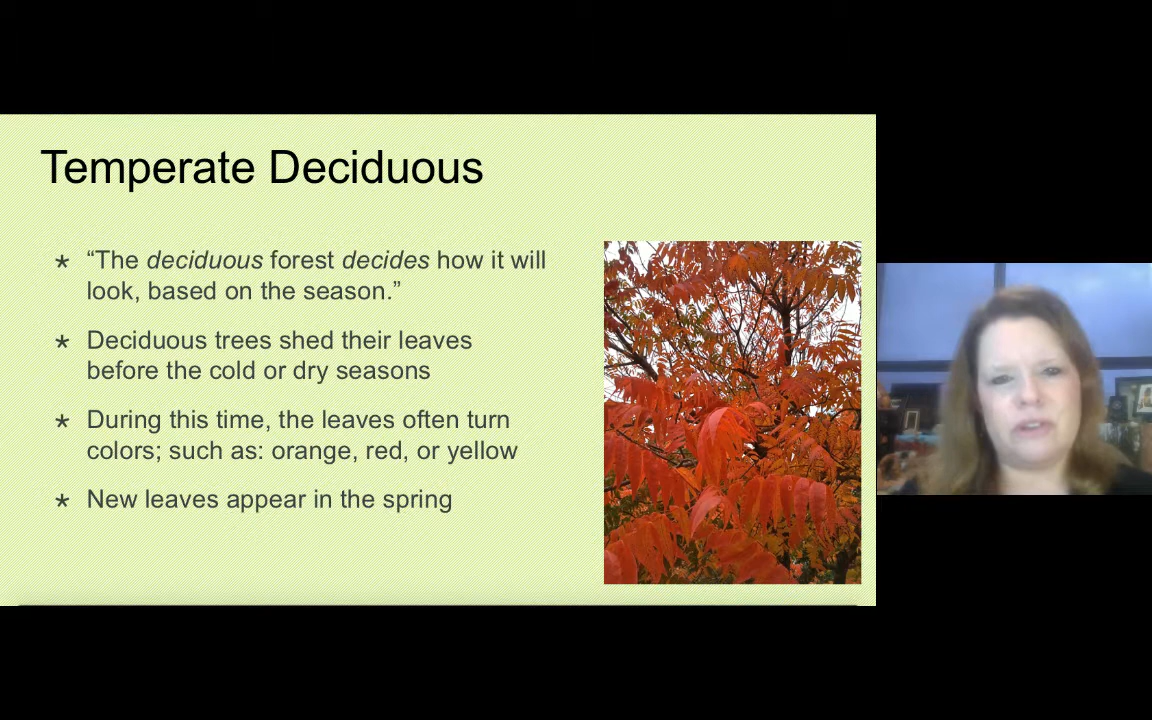 Temperate Deciduous
* “The deciduous forest decides how it will
look, based on the season.”
* Deciduous trees shed their leaves
before the cold or dry seasons
* During this time, the leaves often turn
colors; such as: orange, red, or yellow
* New leaves appear in the spring